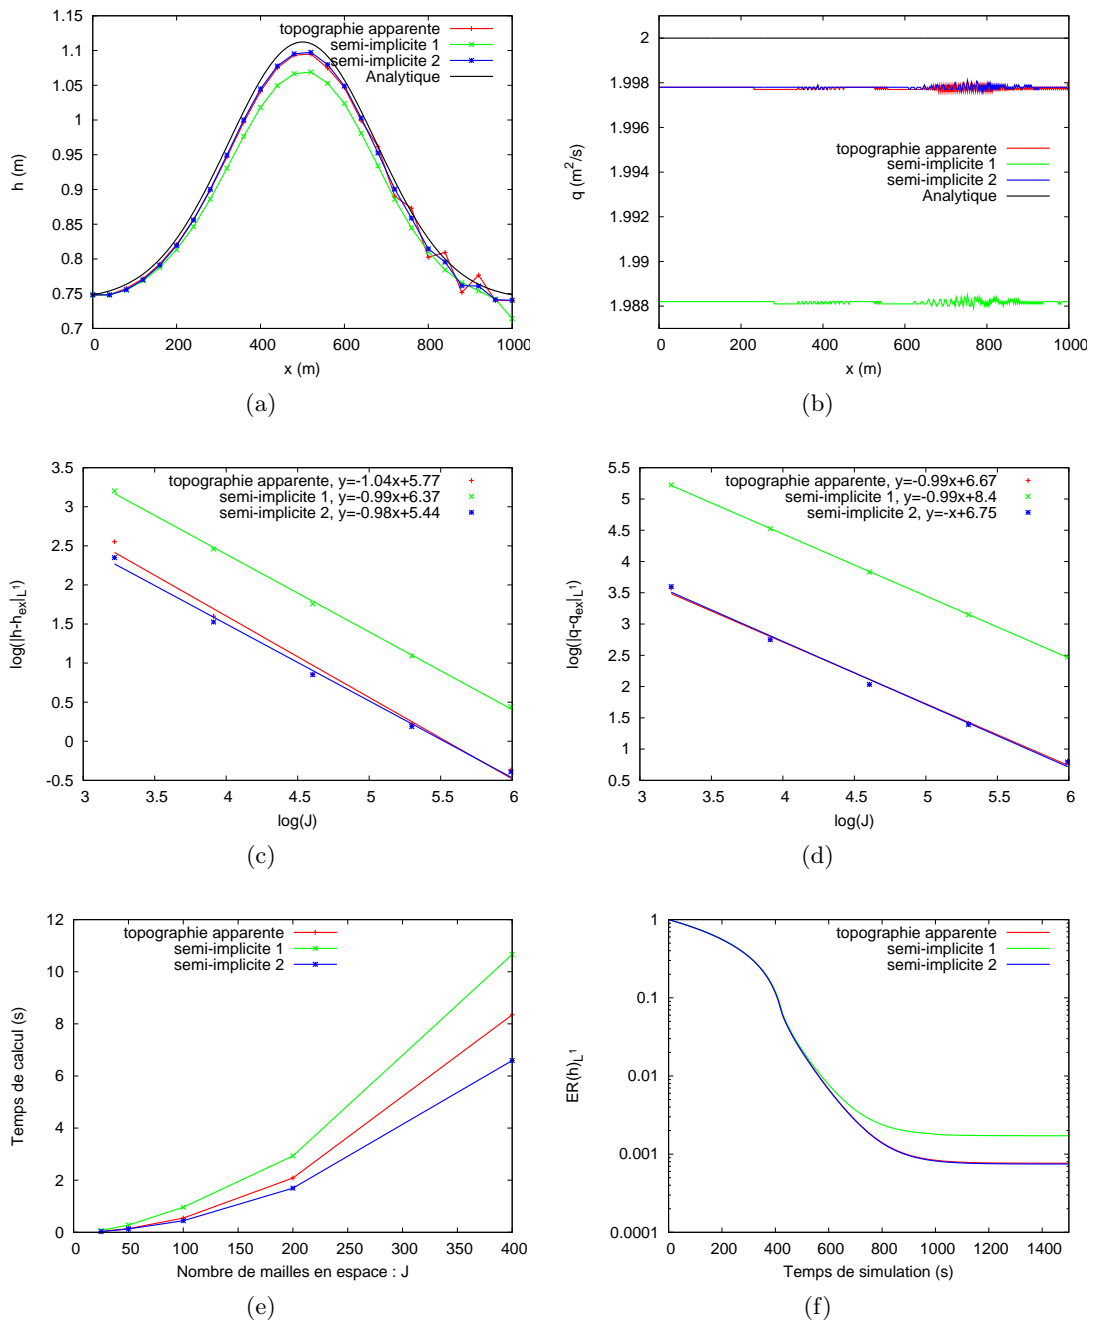 1.15
1.1
1.05
1
0.95
0.9
0.85
0.8
0.75
0.7
h (m)
topographie apparente
semi-implicite 1
semi-implicite 2
Analytique
0 200 400 600 800 1000
x (m)
(a)
2
1.998
1.996
1.994
1.992
1.99
1.988
q (m²/s)
topographie apparente
semi-implicite 1
semi-implicite 2
Analytique
0 200 400 600 800 1000
x (m)
(b)
3.5
3
2.5
2
1.5
1
0.5
0
-0.5
log(|h-h_ex|_L¹)
topographie apparente, y=-1.04x+5.77
semi-implicite 1, y=-0.99x+6.37
semi-implicite 2, y=-0.98x+5.44
3 3.5 4 4.5 5 5.5 6
log(J)
(c)
5.5
5
4.5
4
3.5
3
2.5
2
1.5
1
0.5
log(|q-q_ex|_L¹)
topographie apparente, y=-0.99x+6.67
semi-implicite 1, y=-0.99x+8.4
semi-implicite 2, y=-x+6.75
3 3.5 4 4.5 5 5.5 6
log(J)
(d)
12
10
8
6
4
2
0
Temps de calcul (s)
topographie apparente
semi-implicite 1
semi-implicite 2
0 50 100 150 200 250 300 350 400
Nombre de mailles en espace : J
(e)
1
0.1
0.01
0.001
0.0001
ER(h)_L¹
topographie apparente
semi-implicite 1
semi-implicite 2
0 200 400 600 800 1000 1200 1400
Temps de simulation (s)
(f)